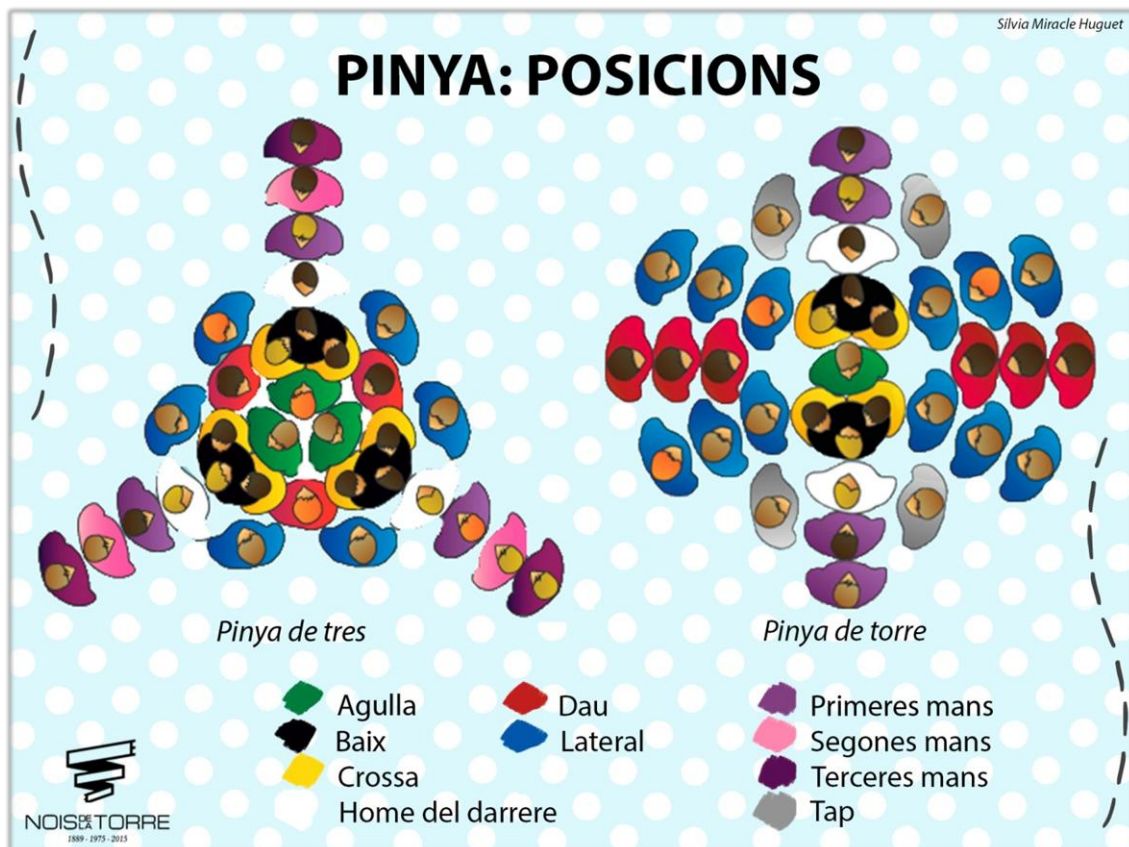 Sílvia Miracle Huguet
PINYA: POSICIONS
Pinya de tres
Pinya de torre
Agulla
Baix
Crossa
Home del darrere
Dau
Lateral
Primeres mans
Segones mans
Terceres mans
Tap
NOIS DE LA TORRE
1889 - 1975 - 2015